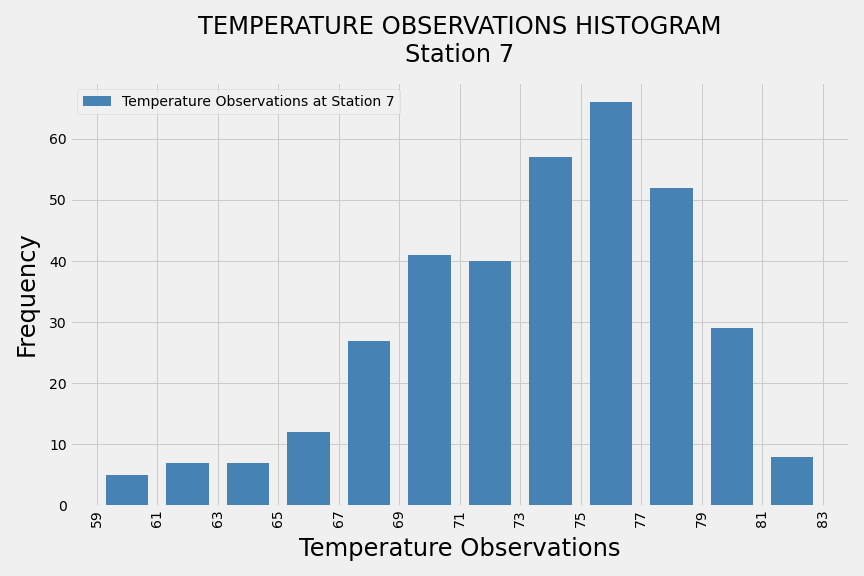 TEMPERATURE OBSERVATIONS HISTOGRAM
Station 7
Temperature Observations at Station 7
Frequency
60
50
40
30
20
10
0
59 61 63 65 67 69 71 73 75 77 79 81 83
Temperature Observations